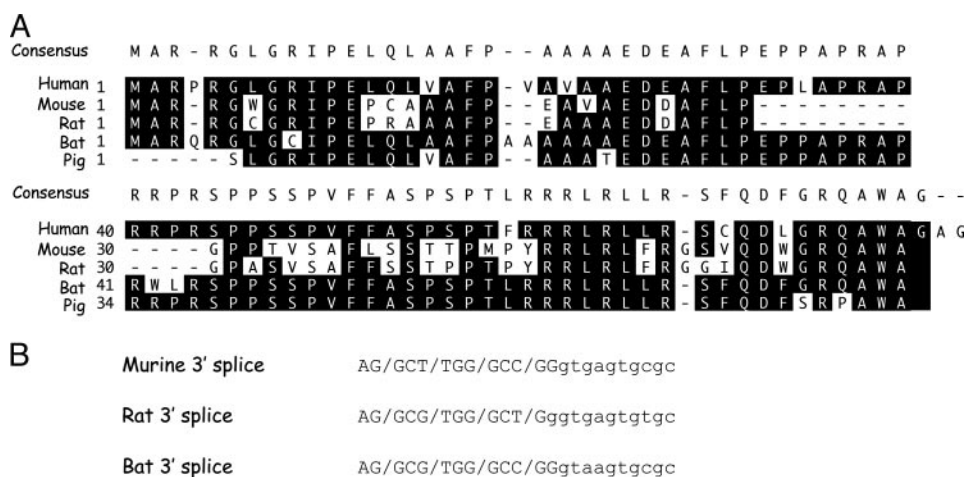 A
Consensus M A R - R G L G R I P E L Q L A A F P - - A A A A E D E A F L P E P P A P R A P
Human 1 M A R P R G L G R I P E L Q L V A F P - V A V A A E D E A F L P E P L A P R A P
Mouse 1 M A R - R G W G R I P E P C A A A F P - - E A V A E D D A F L P - - - - - - - -
Rat 1 M A R - R G C G R I P E P R A A A F P - - E A A A E D D A F L P - - - - - - - -
Bat 1 M A R Q R G L C R I P E L Q L A A F P A A A A A A E D E A F L P E P P A P R A P
Pig 1 - - - - - S L G R I P E L Q L V A F P - - A A A T E D E A F L P E P P A P R A P
Consensus R R P R S P P S S P V F F A S P S P T L R R R L R L L R - S F Q D F G R Q A W A G - -
Human 40 R R P R S P P S S P V F F A S P S P T F R R R L R L L R - S C Q D L G R Q A W A G A G
Mouse 30 - - - - G P P T V S A F L S S T T P M P Y R R L R L F R G S V Q D W G R Q A W A
Rat 30 - - - - G P A S V S A F F S S T P P T P Y R R L R L F R G G I Q D W G R Q A W A
Bat 41 R W L R S P P S S P V F F A S P S P T L R R R L R L L R - S F Q D F G R Q A W A
Pig 34 R R P R S P P S S P V F F A S P S P T L R R R L R L L R - S F Q D F S R P A W A
B
Murine 3' splice AG/GCT/TGG/GCC/GGgtgagtgcgc
Rat 3' splice AG/GCG/TGG/GCT/Gggtgagtgtgc
Bat 3' splice AG/GCG/TGG/GCC/GGgtaagtgcgc